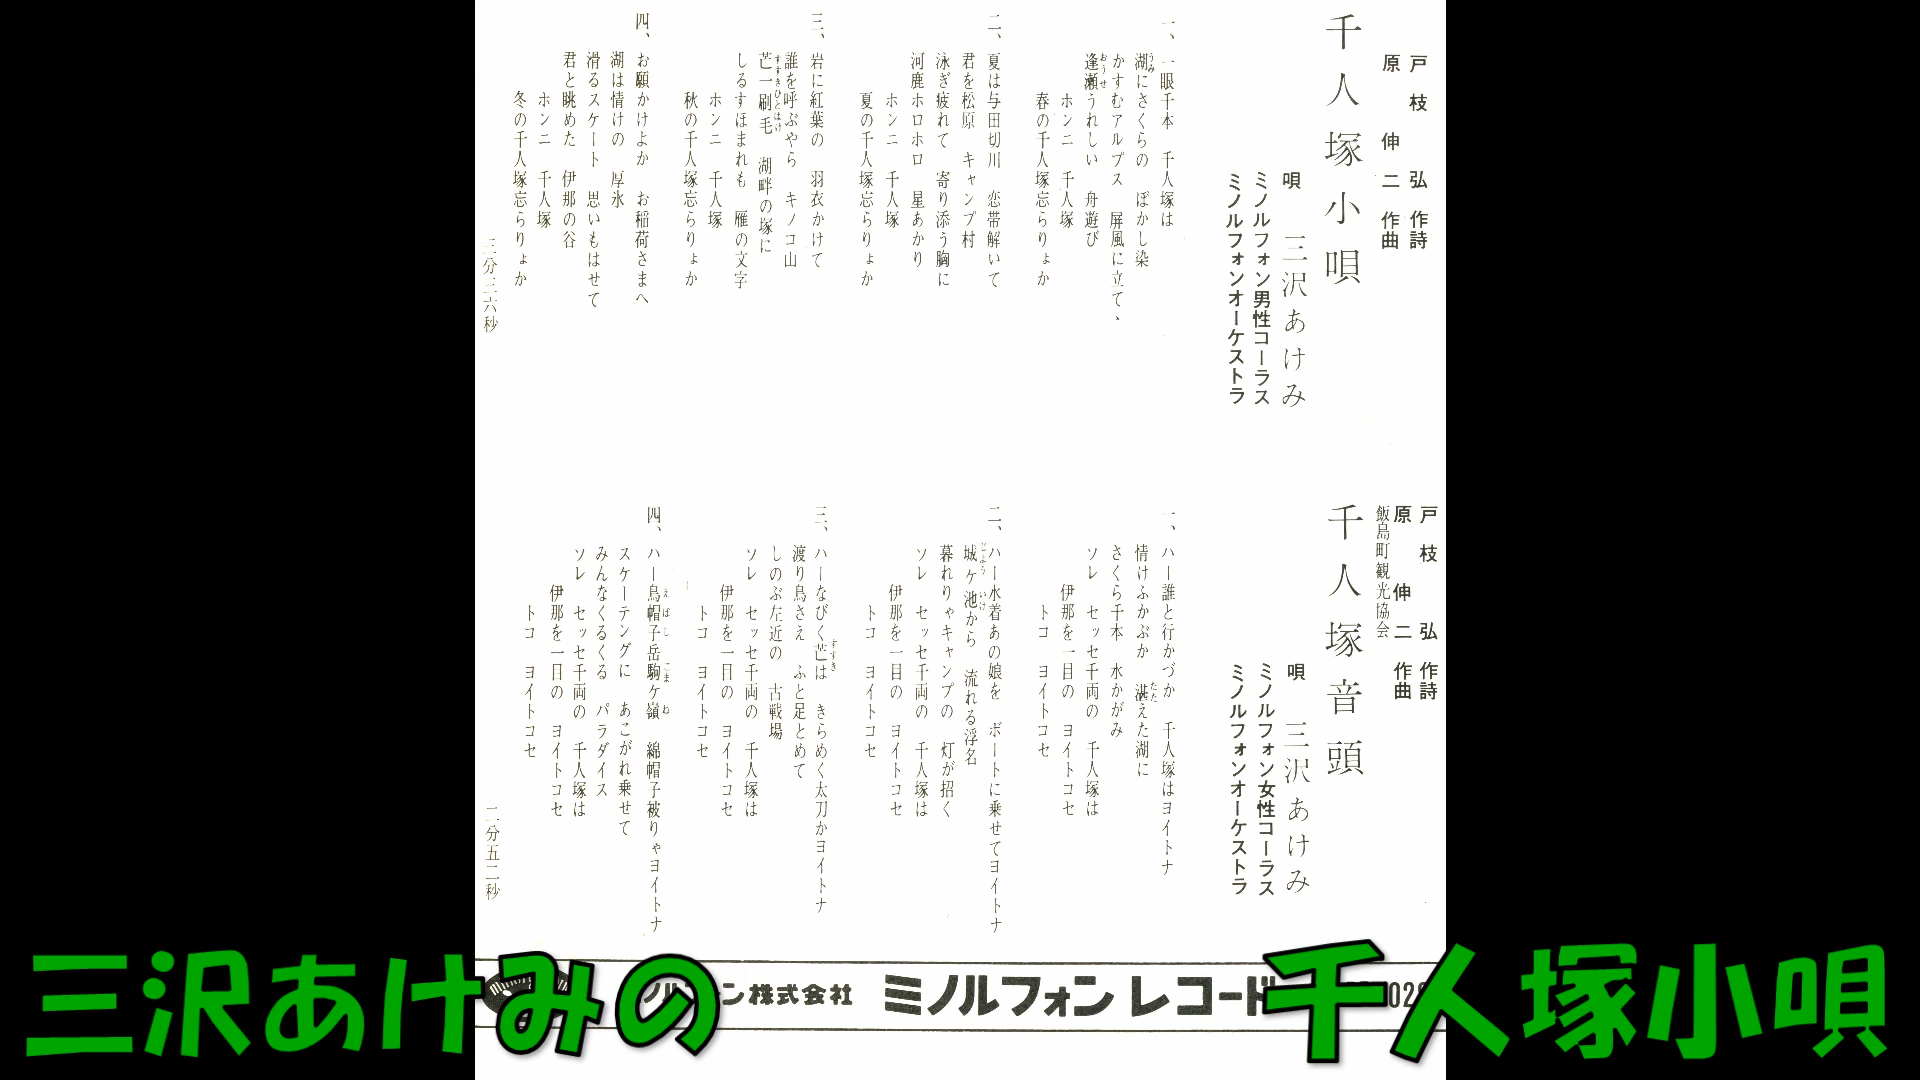 戸枝弘 作詩
原伸二 作曲
千人塚小唄
唄 三沢あけみ
ミノルフォン男性コーラス
ミノルフォンオーケストラ
一、一眼千本 千人塚は
湖にさくらの ぼかし染
うみ
かすむアルプス 屏風に立て、
逢瀬うれしい 舟遊び
おうせ
ホンニ 千人塚
春の千人塚忘らりょか
二、夏は与田切川 恋帯解いて
君を松原 キャンプ村
泳ぎ疲れて 寄り添う胸に
河鹿ホロホロ 星あかり
ホンニ 千人塚
夏の千人塚忘らりょか
三、岩に紅葉の 羽衣かけて
誰を呼ぶやら キノコ山
芒一刷毛 湖畔の塚に
すすきひとはけ
しるすほまれも 雁の文字
ホンニ 千人塚
秋の千人塚忘らりょか
四、お願かけよか お稲荷さまへ
湖は情けの 厚氷
滑るスケート 思いもはせて
君と眺めた 伊那の谷
ホンニ 千人塚
冬の千人塚忘らりょか
三分三六秒
戸枝弘 作詩
原伸二 作曲
飯島町観光協会
千人塚音頭
唄 三沢あけみ
ミノルフォン女性コーラス
ミノルフォンオーケストラ
一、ハー誰と行かづか 千人塚はヨイトナ
情けふかぶか 湛えた湖に
たた
さくら千本 水かがみ
ソレ セッセ千両の 千人塚は
伊那を一目の ヨイトコセ
トコ ヨイトコセ
二、ハー水着あの娘を ボートに乗せてヨイトナ
城ヶ池から 流れる浮名
じょう いけ
暮れりゃキャンプの 灯が招く
ソレ セッセ千両の 千人塚は
伊那を一目の ヨイトコセ
トコ ヨイトコセ
三、ハーなびく芒は きらめく太刀かヨイトナ
すすき
渡り鳥さえ ふと足とめて
しのぶ左近の 古戦場
ソレ セッセ千両の 千人塚は
伊那を一目の ヨイトコセ
トコ ヨイトコセ
四、ハー烏帽子岳駒ヶ嶺 綿帽子被りゃヨイトナ
えぼし こま ね
スケーテングに あこがれ乗せて
みんなくるくる パラダイス
ソレ セッセ千両の 千人塚は
伊那を一目の ヨイトコセ
トコ ヨイトコセ
二分五二秒
ミノルフォン レコード
三沢あけみの
千人塚小唄